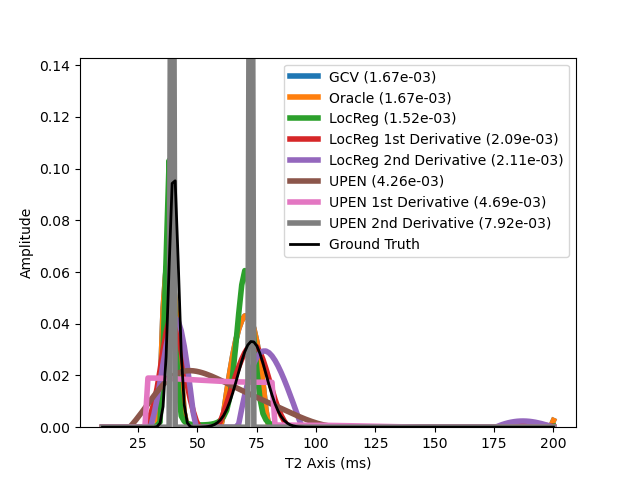 0.14
0.12
0.10
0.08
0.06
0.04
0.02
0.00
Amplitude
GCV (1.67e-03)
Oracle (1.67e-03)
LocReg (1.52e-03)
LocReg 1st Derivative (2.09e-03)
LocReg 2nd Derivative (2.11e-03)
UPEN (4.26e-03)
UPEN 1st Derivative (4.69e-03)
UPEN 2nd Derivative (7.92e-03)
Ground Truth
25 50 75 100 125 150 175 200
T2 Axis (ms)